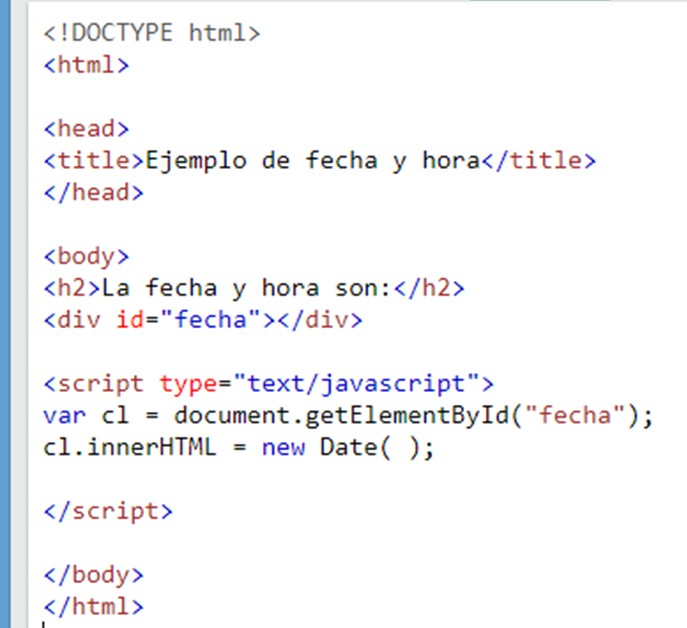 <!DOCTYPE html>
<html>
<head>
<title>Ejemplo de fecha y hora</title>
</head>
<body>
<h2>La fecha y hora son:</h2>
<div id="fecha"></div>
<script type="text/javascript">
var cl = document.getElementById("fecha");
cl.innerHTML = new Date( );
</script>
</body>
</html>